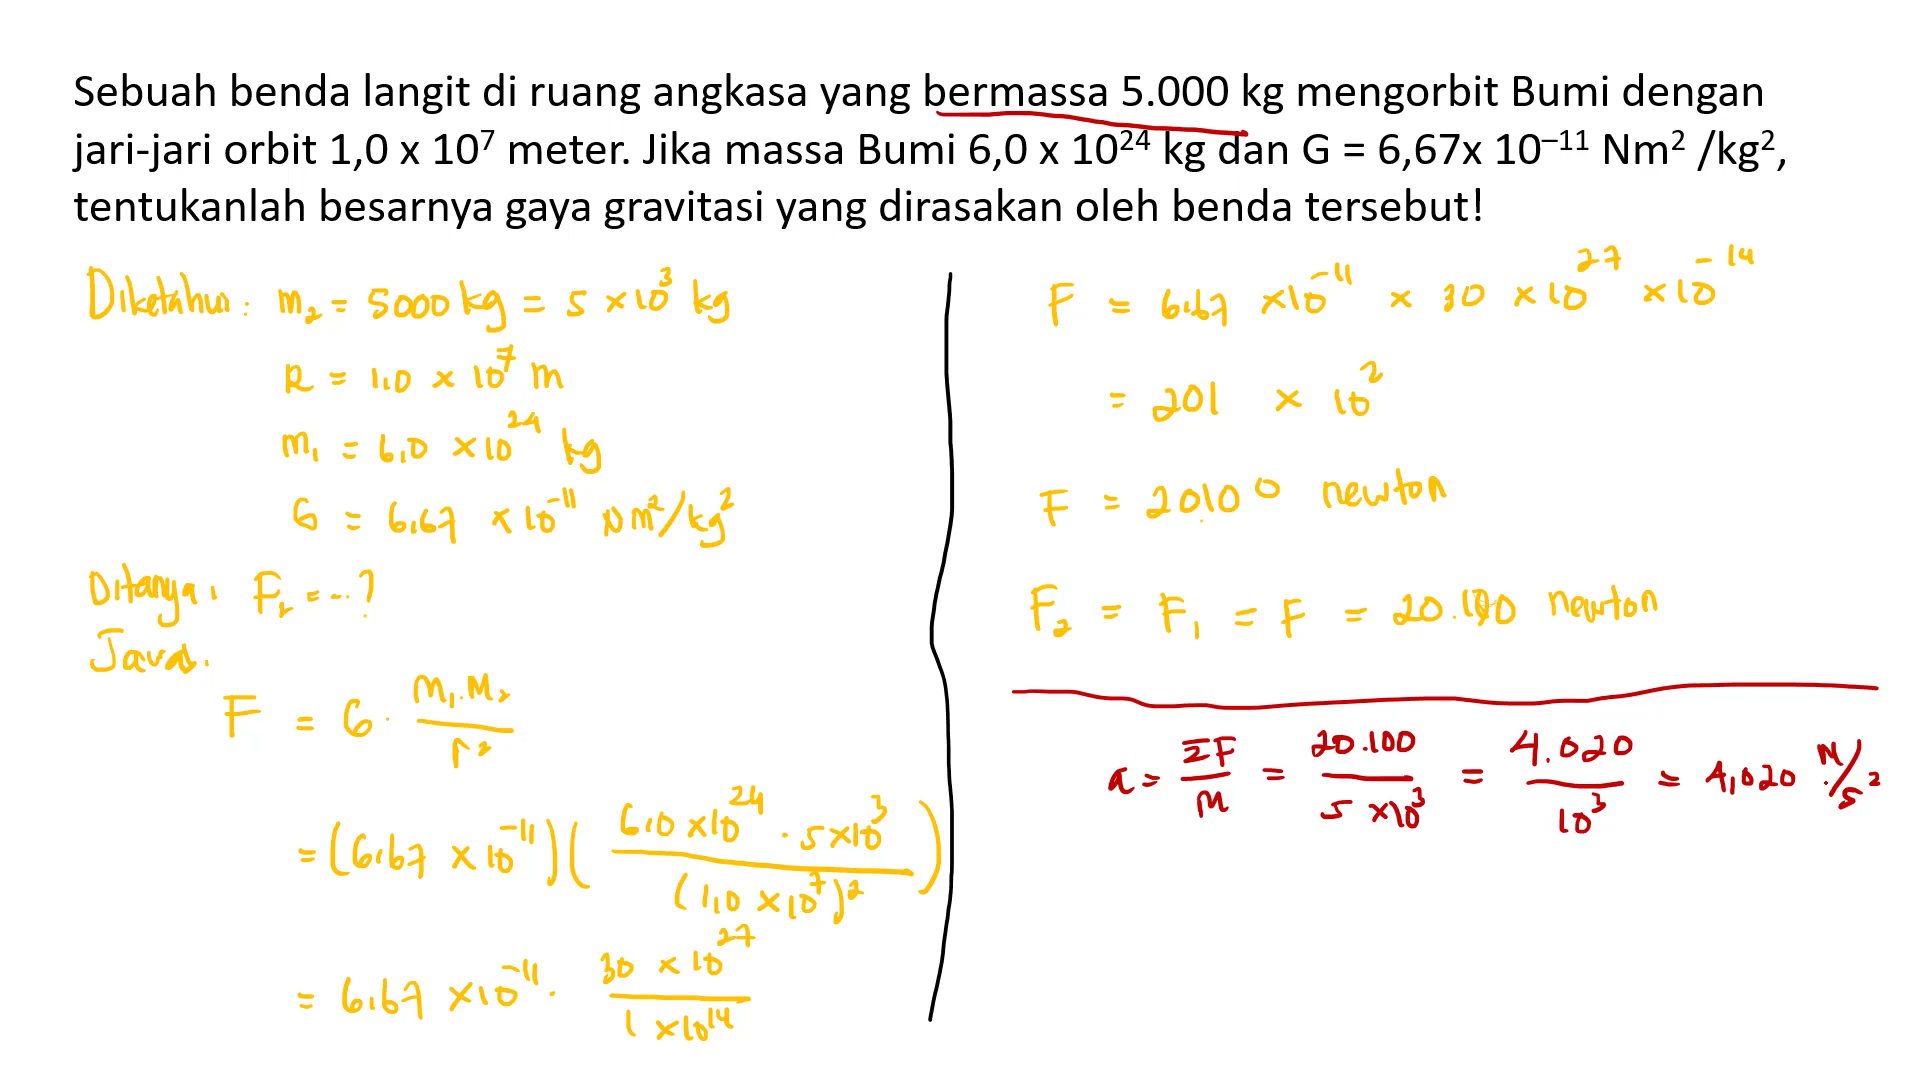 Sebuah benda langit di ruang angkasa yang bermassa 5.000 kg mengorbit Bumi dengan
jari-jari orbit 1,0 x 10⁷ meter. Jika massa Bumi 6,0 x 10²⁴ kg dan G = 6,67x 10⁻¹¹ Nm² /kg²,
tentukanlah besarnya gaya gravitasi yang dirasakan oleh benda tersebut!
Diketahui: m₂ = 5000 kg = 5 × 10³ kg
R = 1,0 × 10⁷ m
m₁ = 6,0 × 10²⁴ kg
G = 6,67 × 10⁻¹¹ Nm²/kg²
Ditanya: F₂ = ...?
Jawab.
F = G · m₁.m₂ / r²
= (6,67 × 10⁻¹¹) ( 6,0 × 10²⁴ · 5 × 10³ / (1,0 × 10⁷)² )
= 6,67 × 10⁻¹¹ · 30 × 10²⁷ / 1 × 10¹⁴
F = 6,67 × 10⁻¹¹ × 30 × 10²⁷ × 10⁻¹⁴
= 201 × 10²
F = 20.100 newton
F₂ = F₁ = F = 20.100 newton
a = ΣF / m = 20.100 / 5 × 10³ = 4.020 / 10³ = 4,020 m/s²